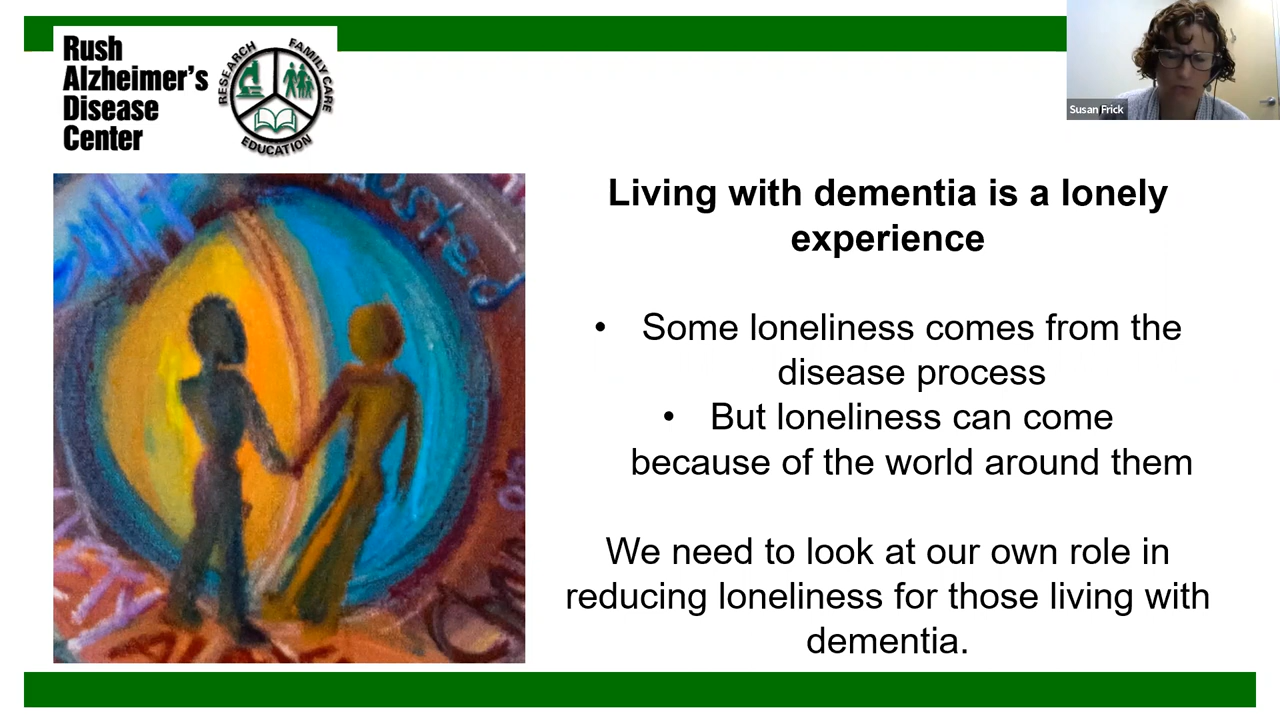 Rush
Alzheimer's
Disease
Center
RESEARCH
FAMILY CARE
EDUCATION
Susan Frick
Living with dementia is a lonely
experience
• Some loneliness comes from the
disease process
• But loneliness can come
because of the world around them
We need to look at our own role in
reducing loneliness for those living with
dementia.